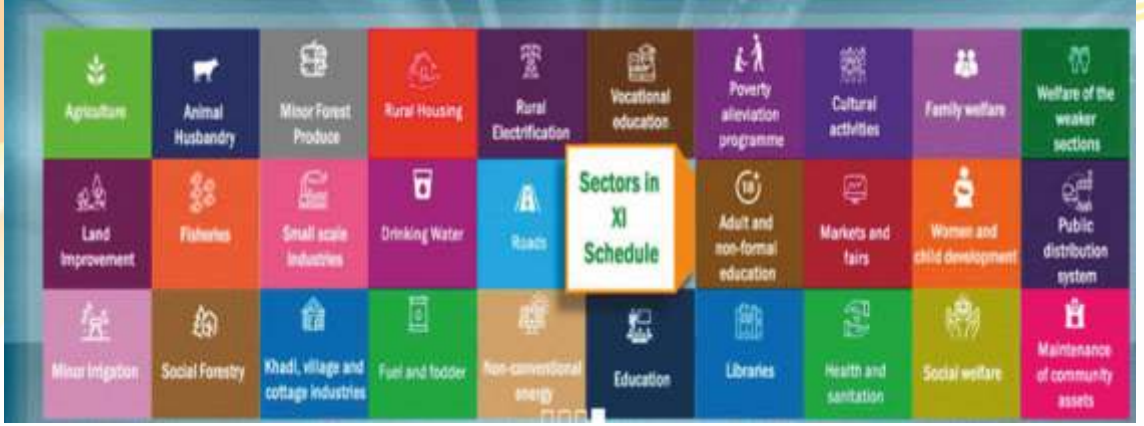 Agriculture
Animal
Husbandry
Minor Forest
Produce
Rural Housing
Rural
Electrification
Vocational
education
Poverty
alleviation
programme
Cultural
activities
Family welfare
Welfare of the
weaker
sections
Land
Improvement
Fisheries
Small scale
industries
Drinking Water
Roads
Sectors in
XI
Schedule
18+
Adult and
non-formal
education
Markets and
fairs
Women and
child development
Public
distribution
system
Minor Irrigation
Social Forestry
Khadi, village and
cottage industries
Fuel and fodder
Non-conventional
energy
Education
Libraries
Health and
sanitation
Social welfare
Maintenance
of community
assets